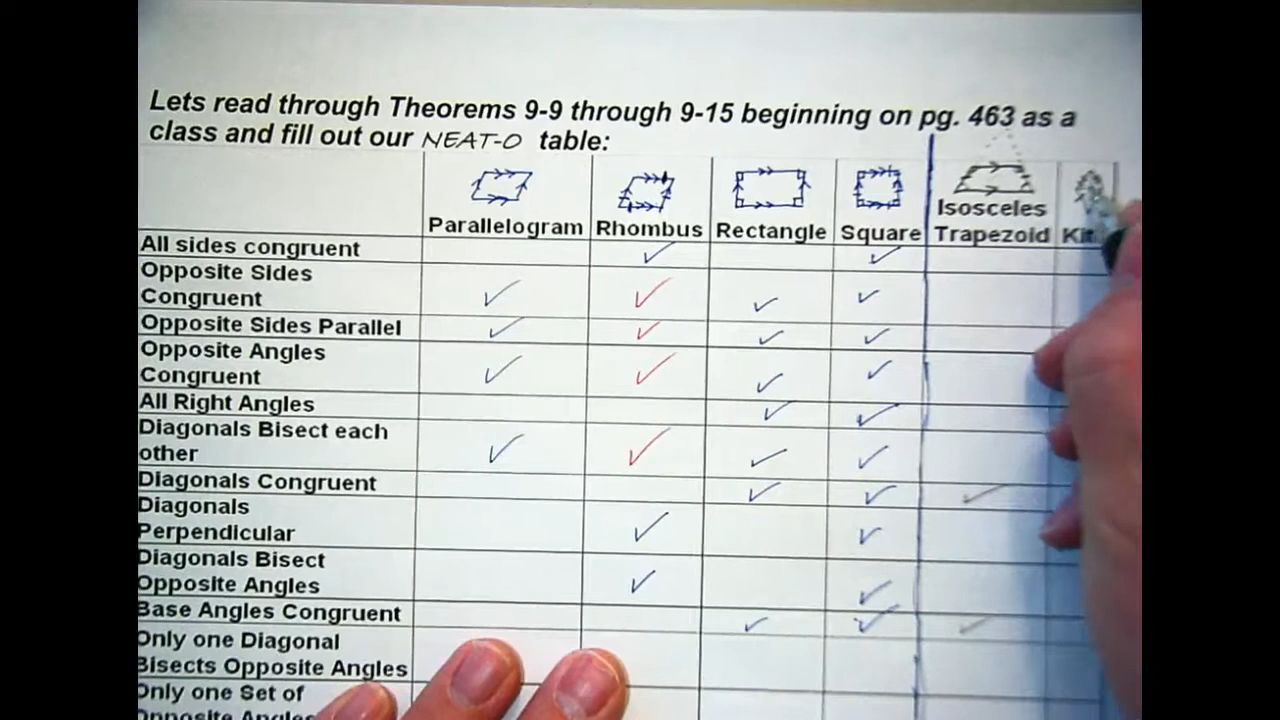 Lets read through Theorems 9-9 through 9-15 beginning on pg. 463 as a
class and fill out our NEAT-O table:
Parallelogram Rhombus Rectangle Square Isosceles
Trapezoid
All sides congruent
Opposite Sides
Congruent
Opposite Sides Parallel
Opposite Angles
Congruent
All Right Angles
Diagonals Bisect each
other
Diagonals Congruent
Diagonals
Perpendicular
Diagonals Bisect
Opposite Angles
Base Angles Congruent
Only one Diagonal
Bisects Opposite Angles
Only one Set of
Opposite Angles